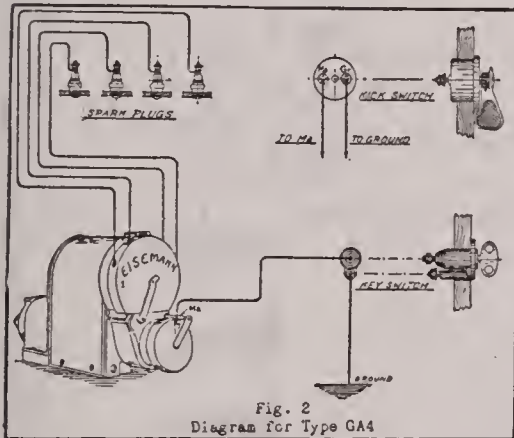 SPARK PLUGS
KICK SWITCH
TO MA
TO GROUND
EISEMANN
1
MA
KEY SWITCH
GROUND
Fig. 2
Diagram for Type GA4